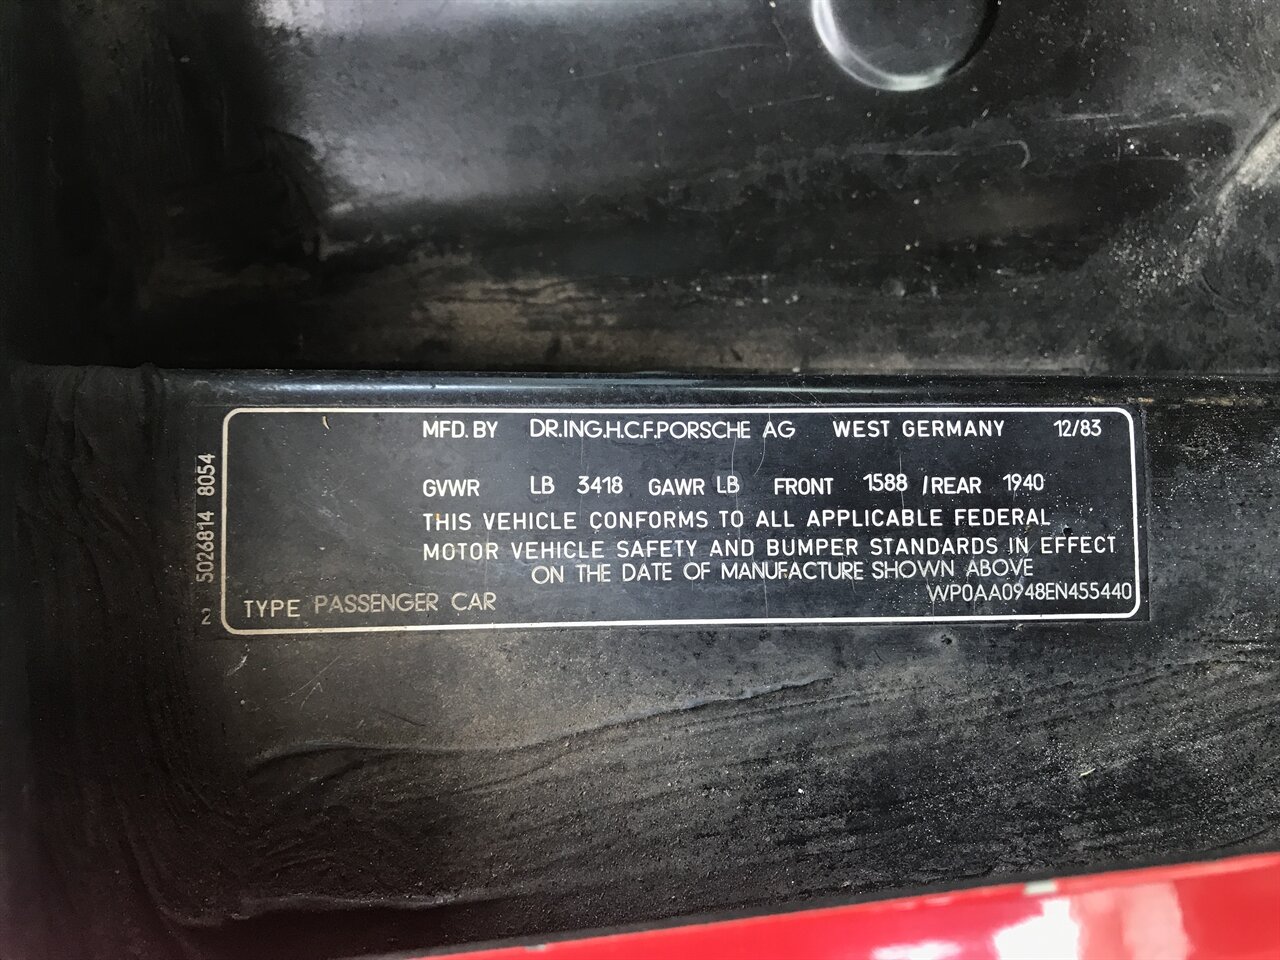 MFD. BY DR.ING.H.C.F.PORSCHE AG WEST GERMANY 12/83
GVWR LB 3418 GAWR LB FRONT 1588 /REAR 1940
THIS VEHICLE CONFORMS TO ALL APPLICABLE FEDERAL
MOTOR VEHICLE SAFETY AND BUMPER STANDARDS IN EFFECT
ON THE DATE OF MANUFACTURE SHOWN ABOVE
WP0AA0948EN455440
TYPE PASSENGER CAR
2 5026814 8054